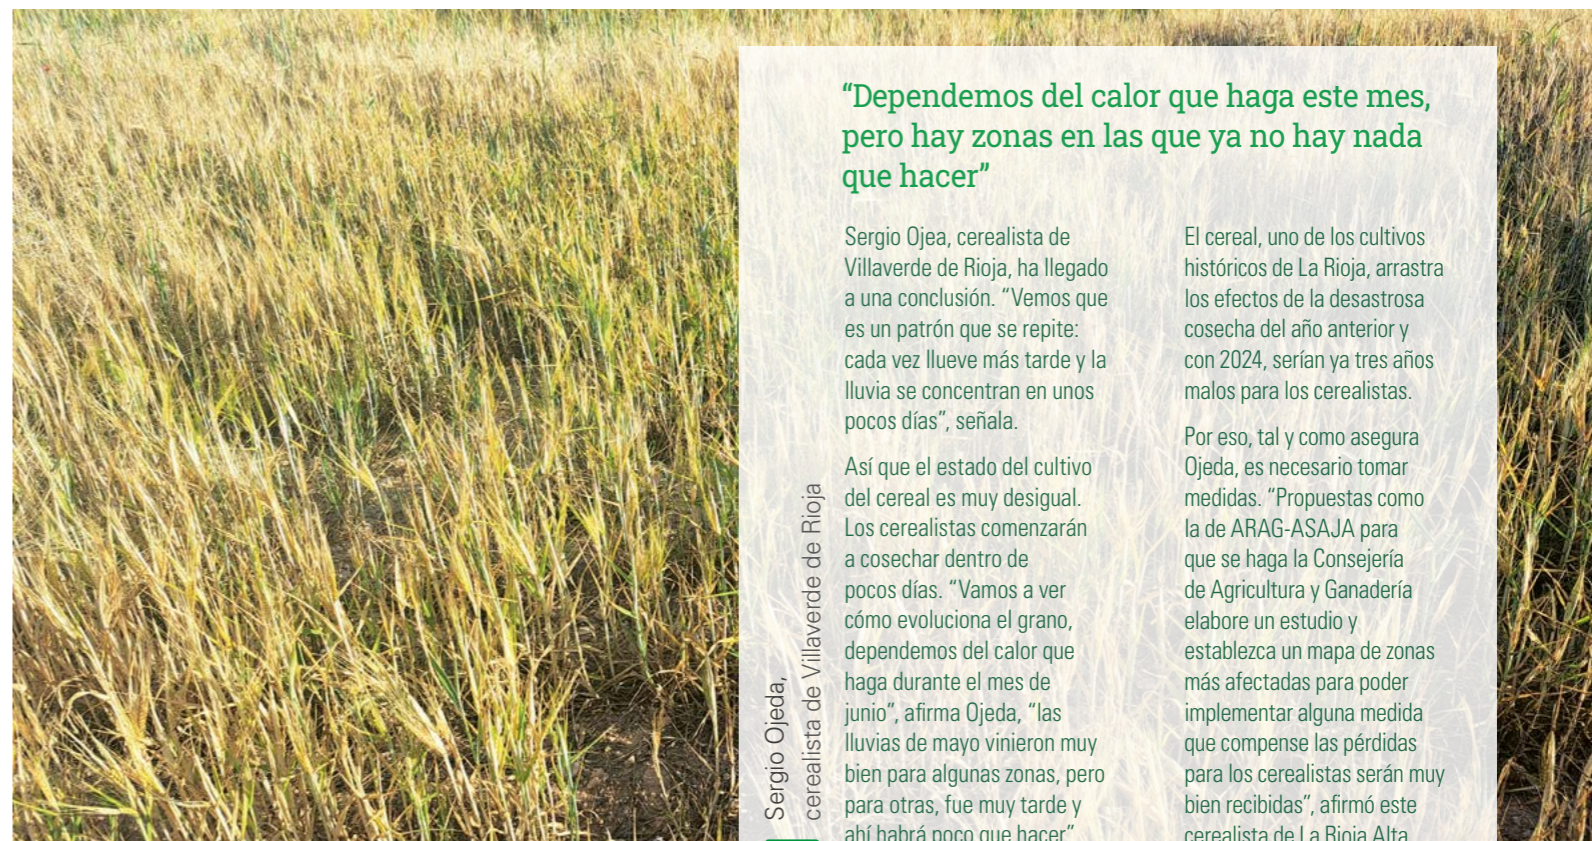 “Dependemos del calor que haga este mes,
pero hay zonas en las que ya no hay nada
que hacer”
Sergio Ojea, cerealista de
Villaverde de Rioja, ha llegado
a una conclusión. “Vemos que
es un patrón que se repite:
cada vez llueve más tarde y la
lluvia se concentran en unos
pocos días”, señala.
Así que el estado del cultivo
del cereal es muy desigual.
Los cerealistas comenzarán
a cosechar dentro de
pocos días. “Vamos a ver
cómo evoluciona el grano,
dependemos del calor que
haga durante el mes de
junio”, afirma Ojeda, “las
lluvias de mayo vinieron muy
bien para algunas zonas, pero
para otras, fue muy tarde y
ahí habrá poco que hacer”
El cereal, uno de los cultivos
históricos de La Rioja, arrastra
los efectos de la desastrosa
cosecha del año anterior y
con 2024, serían ya tres años
malos para los cerealistas.
Por eso, tal y como asegura
Ojeda, es necesario tomar
medidas. “Propuestas como
la de ARAG-ASAJA para
que se haga la Consejería
de Agricultura y Ganadería
elabore un estudio y
establezca un mapa de zonas
más afectadas para poder
implementar alguna medida
que compense las pérdidas
para los cerealistas serán muy
bien recibidas”, afirmó este
cerealista de La Rioja Alta
Sergio Ojeda,
cerealista de Villaverde de Rioja